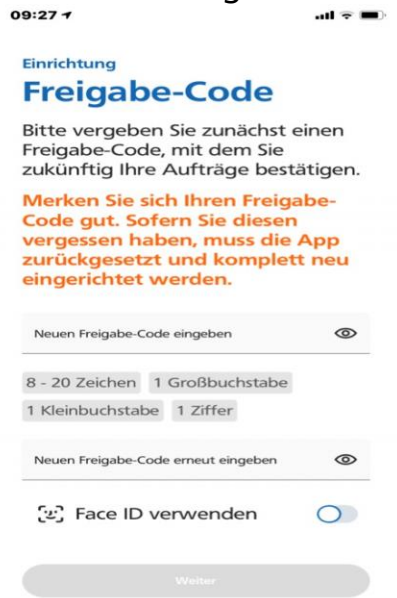 09:27
Einrichtung
Freigabe-Code
Bitte vergeben Sie zunächst einen
Freigabe-Code, mit dem Sie
zukünftig Ihre Aufträge bestätigen.
Merken Sie sich Ihren Freigabe-
Code gut. Sofern Sie diesen
vergessen haben, muss die App
zurückgesetzt und komplett neu
eingerichtet werden.
Neuen Freigabe-Code eingeben
8 - 20 Zeichen 1 Großbuchstabe
1 Kleinbuchstabe 1 Ziffer
Neuen Freigabe-Code erneut eingeben
Face ID verwenden
Weiter